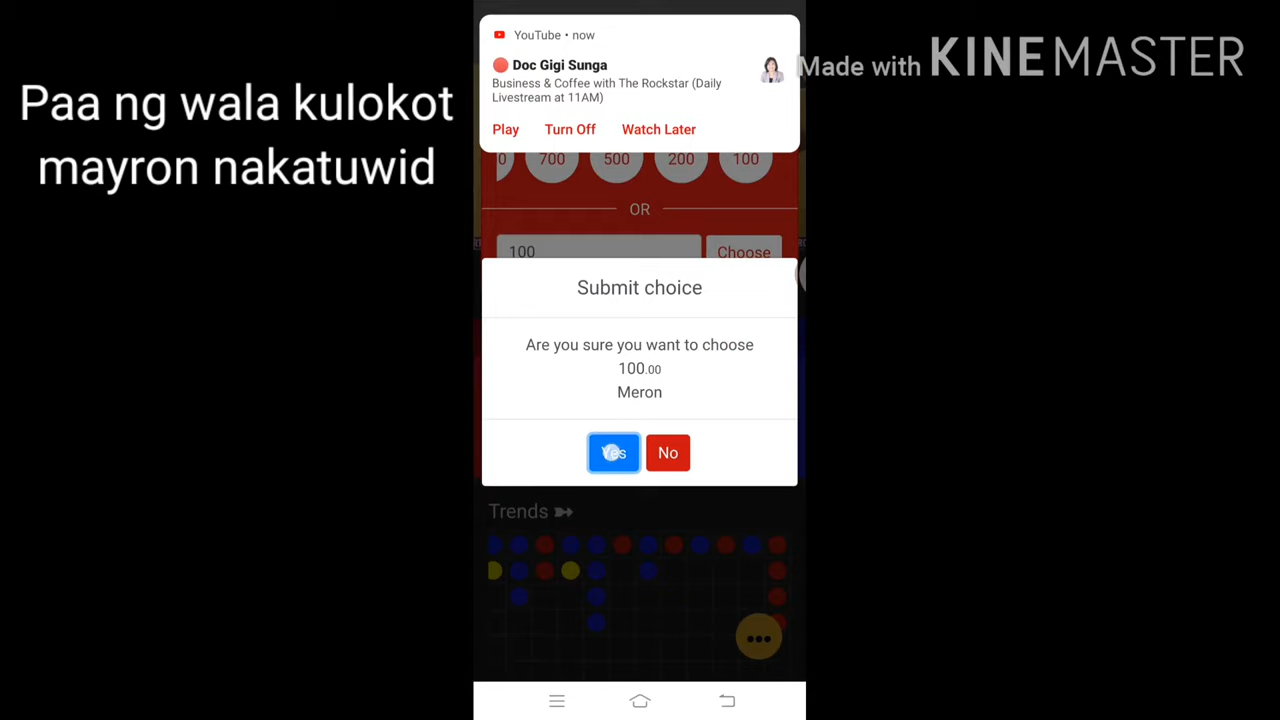 Paa ng wala kulokot
mayron nakatuwid
Made with KINEMASTER
YouTube • now
Doc Gigi Sunga
Business & Coffee with The Rockstar (Daily
Livestream at 11AM)
Play Turn Off Watch Later
0 700 500 200 100
OR
100 Choose
Submit choice
Are you sure you want to choose
100.00
Meron
Yes No
Trends